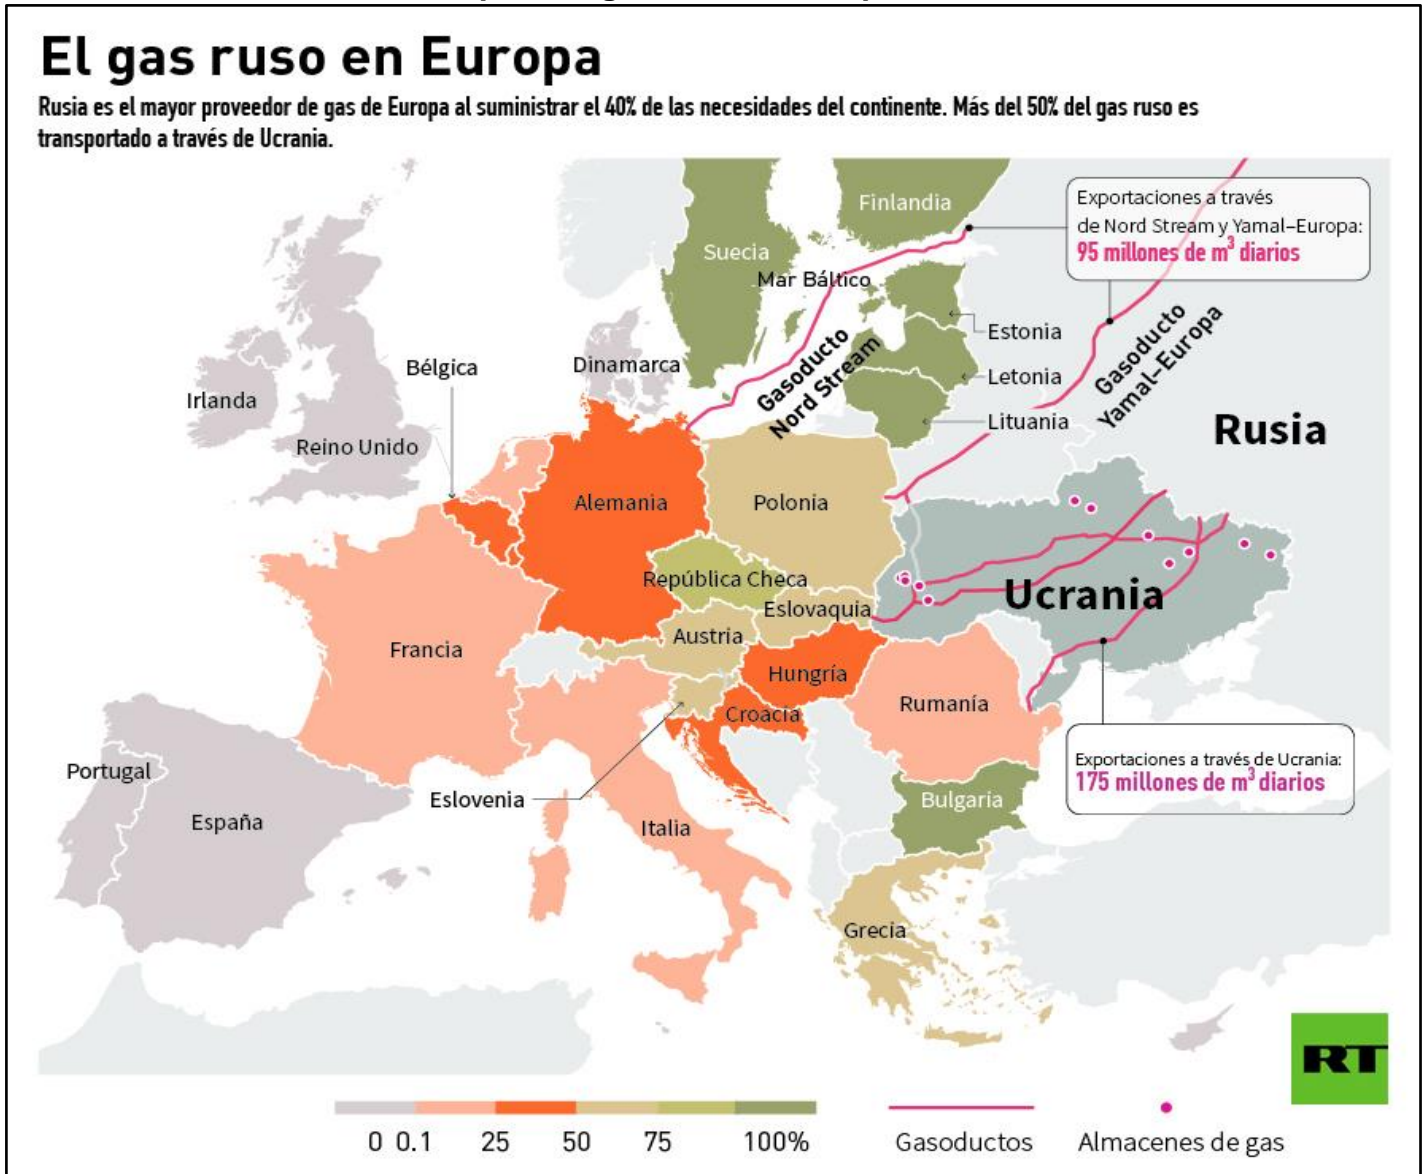 El gas ruso en Europa
Rusia es el mayor proveedor de gas de Europa al suministrar el 40% de las necesidades del continente. Más del 50% del gas ruso es
transportado a través de Ucrania.
Finlandia
Suecia
Mar Báltico
Exportaciones a través
de Nord Stream y Yamal–Europa:
95 millones de m³ diarios
Estonia
Letonia
Lituania
Gasoducto
Nord Stream
Gasoducto
Yamal–Europa
Rusia
Dinamarca
Bélgica
Irlanda
Reino Unido
Alemania
Polonia
República Checa
Eslovaquia
Ucrania
Austria
Francia
Hungría
Rumanía
Croacia
Exportaciones a través de Ucrania:
175 millones de m³ diarios
Portugal
España
Eslovenia
Italia
Bulgaria
Grecia
RT
0 0.1 25 50 75 100%
Gasoductos
Almacenes de gas